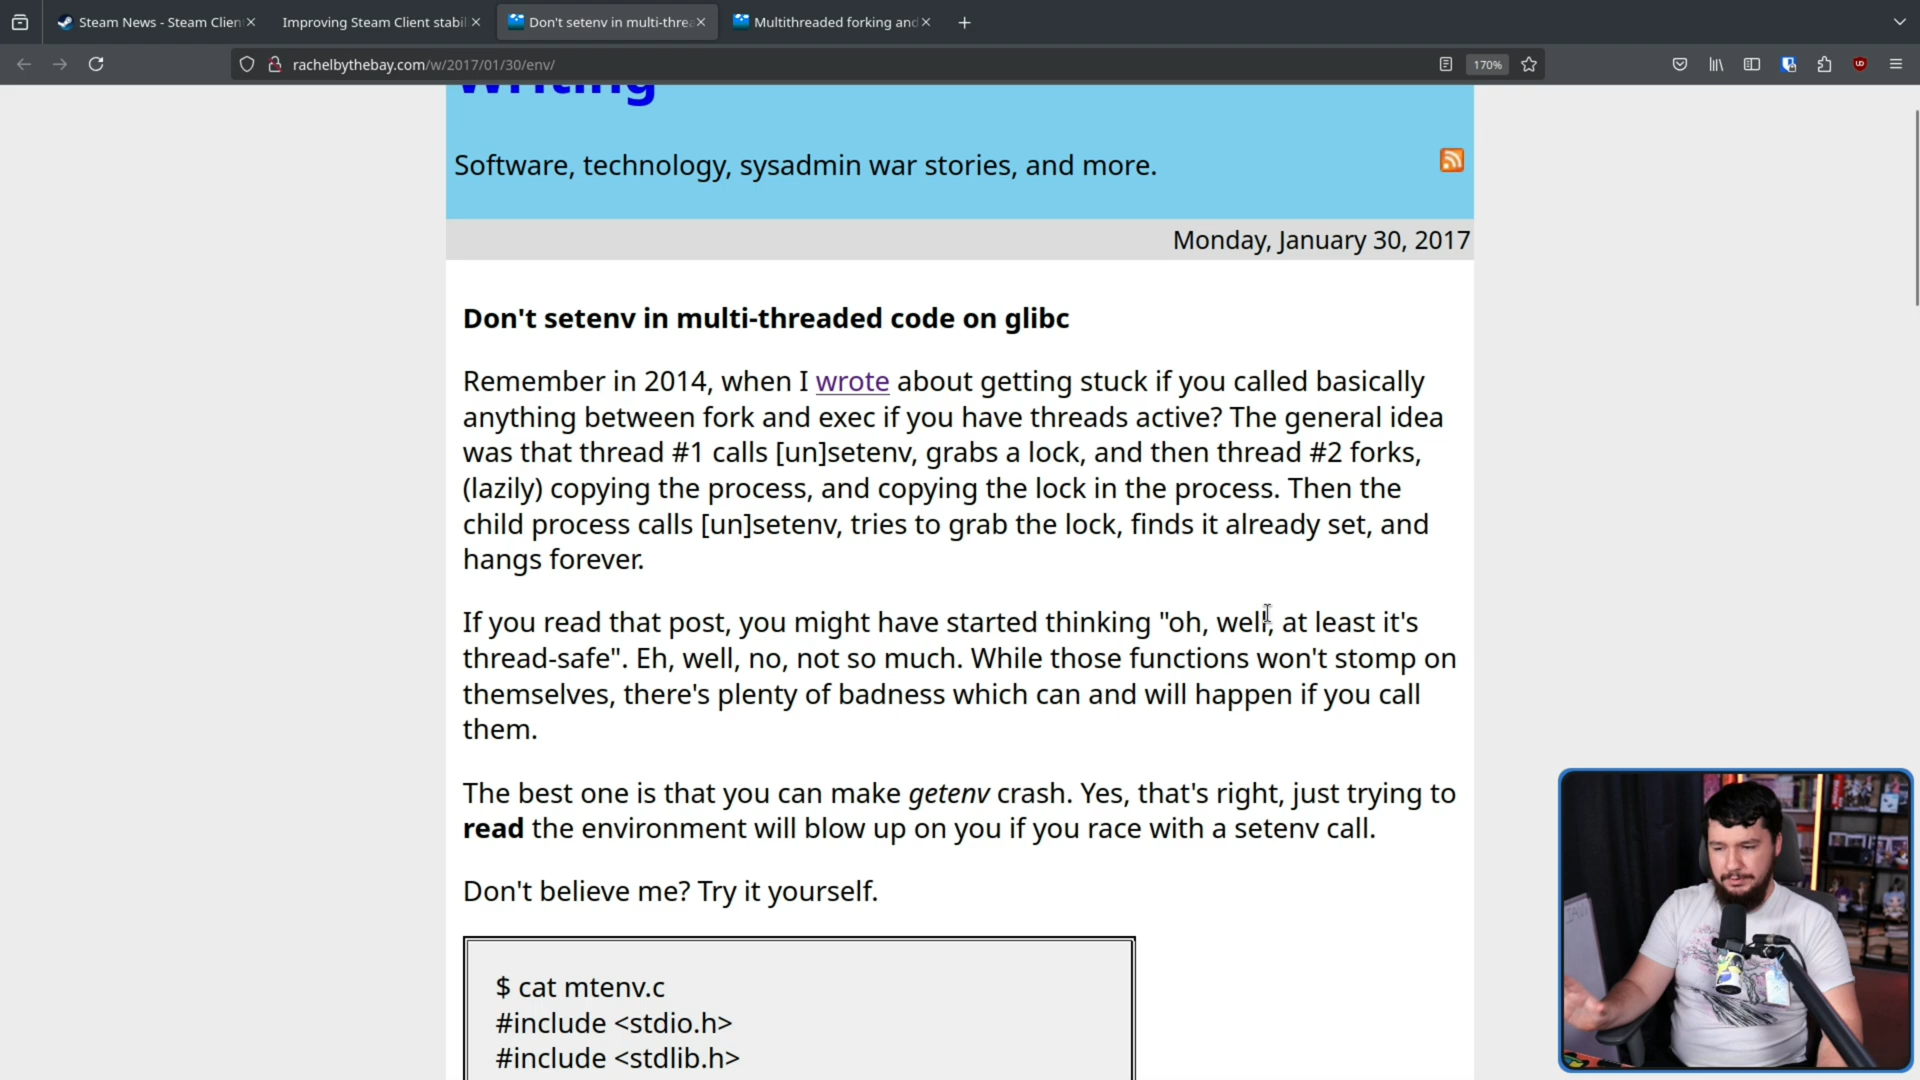 Steam News - Steam Clien
Improving Steam Client stabil
Don't setenv in multi-threa
Multithreaded forking and
rachelbythebay.com/w/2017/01/30/env/
170%
Writing
Software, technology, sysadmin war stories, and more.
Monday, January 30, 2017
Don't setenv in multi-threaded code on glibc
Remember in 2014, when I wrote about getting stuck if you called basically
anything between fork and exec if you have threads active? The general idea
was that thread #1 calls [un]setenv, grabs a lock, and then thread #2 forks,
(lazily) copying the process, and copying the lock in the process. Then the
child process calls [un]setenv, tries to grab the lock, finds it already set, and
hangs forever.
If you read that post, you might have started thinking "oh, well, at least it's
thread-safe". Eh, well, no, not so much. While those functions won't stomp on
themselves, there's plenty of badness which can and will happen if you call
them.
The best one is that you can make getenv crash. Yes, that's right, just trying to
read the environment will blow up on you if you race with a setenv call.
Don't believe me? Try it yourself.
$ cat mtenv.c
#include <stdio.h>
#include <stdlib.h>